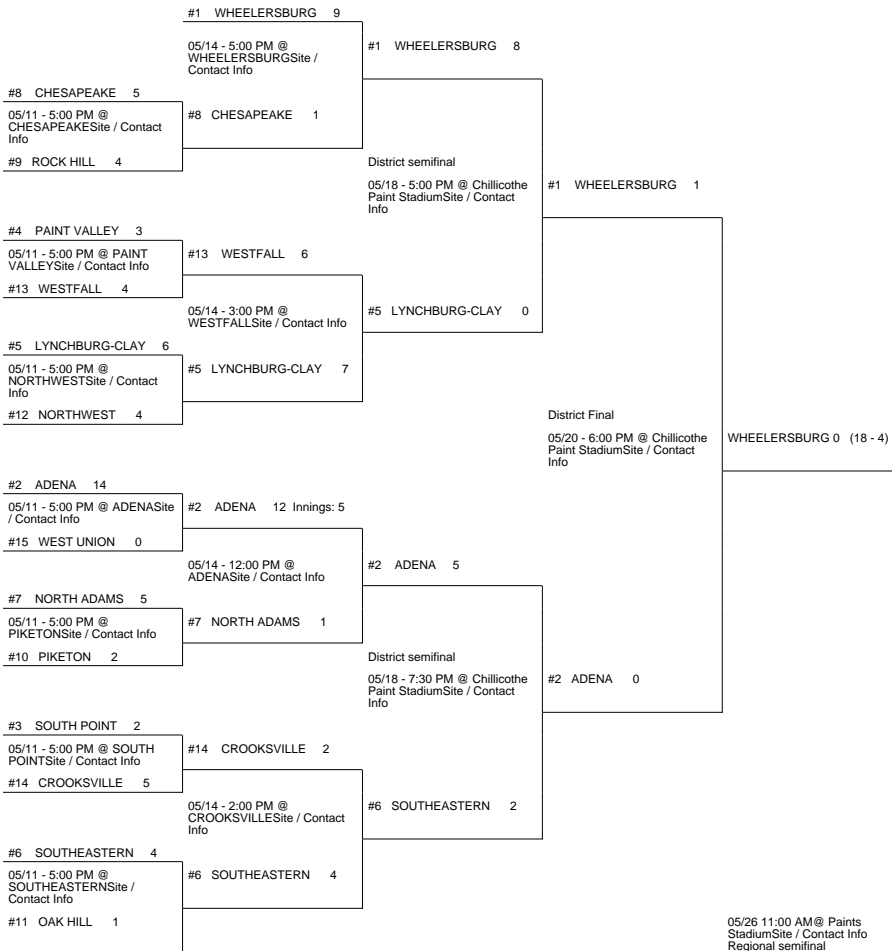 #1 WHEELERSBURG 9
05/14 - 5:00 PM @
WHEELERSBURGSite /
Contact Info
#1 WHEELERSBURG 8
#8 CHESAPEAKE 5
05/11 - 5:00 PM @
CHESAPEAKESite / Contact
Info
#8 CHESAPEAKE 1
#9 ROCK HILL 4
District semifinal
05/18 - 5:00 PM @ Chillicothe
Paint StadiumSite / Contact
Info
#1 WHEELERSBURG 1
#4 PAINT VALLEY 3
05/11 - 5:00 PM @ PAINT
VALLEYSite / Contact Info
#13 WESTFALL 6
#13 WESTFALL 4
05/14 - 3:00 PM @
WESTFALLSite / Contact Info
#5 LYNCHBURG-CLAY 0
#5 LYNCHBURG-CLAY 6
05/11 - 5:00 PM @
NORTHWESTSite / Contact
Info
#5 LYNCHBURG-CLAY 7
#12 NORTHWEST 4
District Final
05/20 - 6:00 PM @ Chillicothe
Paint StadiumSite / Contact
Info
WHEELERSBURG 0 (18 - 4)
#2 ADENA 14
05/11 - 5:00 PM @ ADENASite
/ Contact Info
#2 ADENA 12 Innings: 5
#15 WEST UNION 0
05/14 - 12:00 PM @
ADENASite / Contact Info
#2 ADENA 5
#7 NORTH ADAMS 5
05/11 - 5:00 PM @
PIKETONSite / Contact Info
#7 NORTH ADAMS 1
#10 PIKETON 2
District semifinal
05/18 - 7:30 PM @ Chillicothe
Paint StadiumSite / Contact
Info
#2 ADENA 0
#3 SOUTH POINT 2
05/11 - 5:00 PM @ SOUTH
POINTSite / Contact Info
#14 CROOKSVILLE 2
#14 CROOKSVILLE 5
05/14 - 2:00 PM @
CROOKSVILLESite / Contact
Info
#6 SOUTHEASTERN 2
#6 SOUTHEASTERN 4
05/11 - 5:00 PM @
SOUTHEASTERNSite /
Contact Info
#6 SOUTHEASTERN 4
#11 OAK HILL 1
05/26 11:00 AM@ Paints
StadiumSite / Contact Info
Regional semifinal